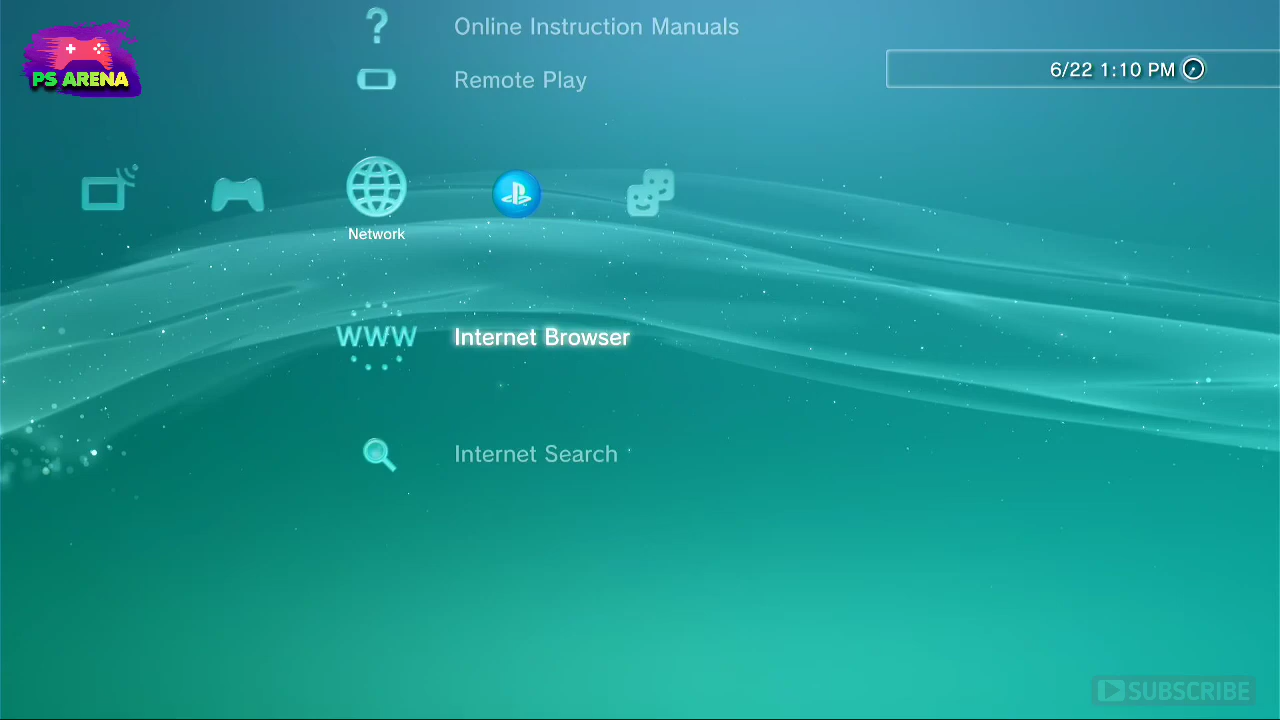 Online Instruction Manuals
PS ARENA
6/22 1:10 PM
Remote Play
Network
WWW
Internet Browser
Internet Search
SUBSCRIBE